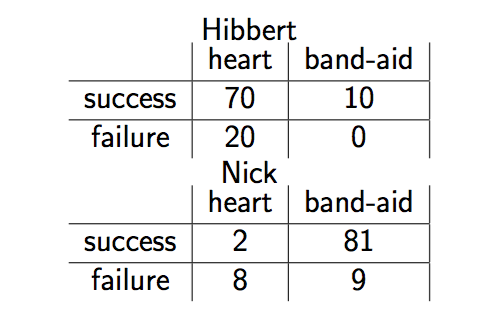 Hibbert
heart band-aid
success 70 10
failure 20 0
Nick
heart band-aid
success 2 81
failure 8 9